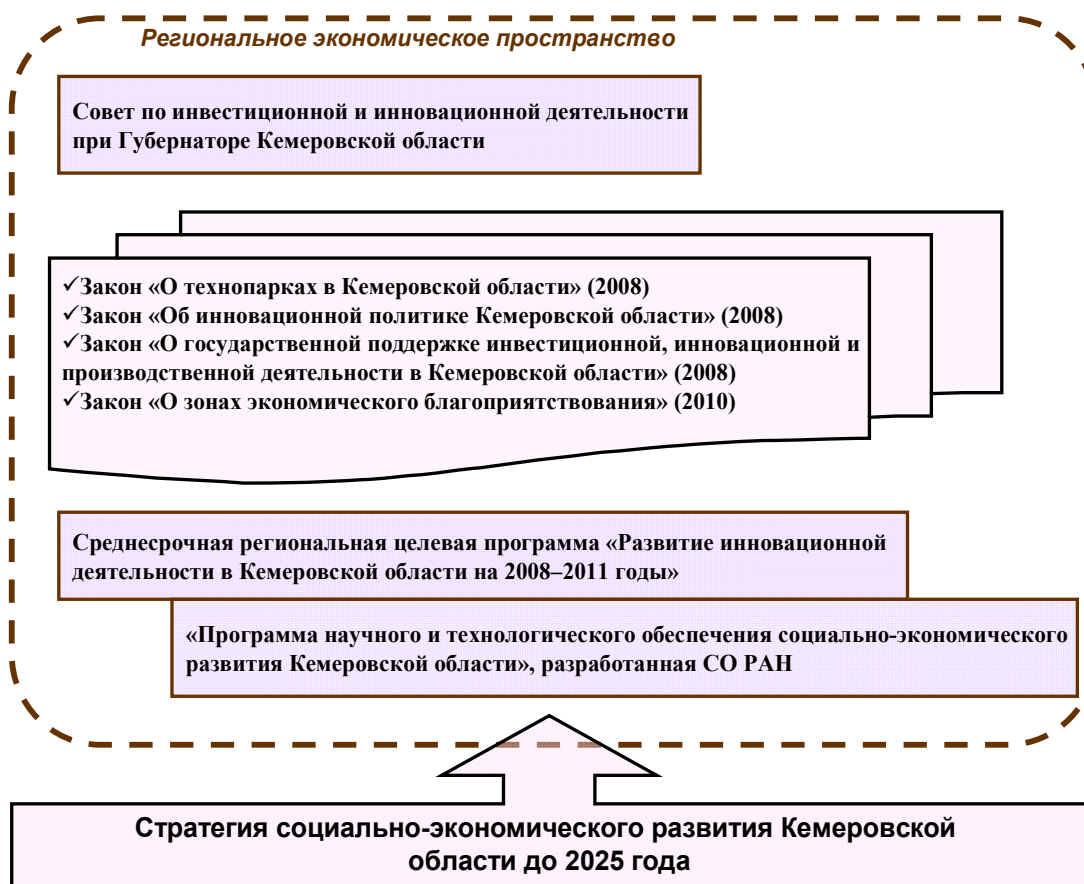 Региональное экономическое пространство
Совет по инвестиционной и инновационной деятельности
при Губернаторе Кемеровской области
✓Закон «О технопарках в Кемеровской области» (2008)
✓Закон «Об инновационной политике Кемеровской области» (2008)
✓Закон «О государственной поддержке инвестиционной, инновационной и
производственной деятельности в Кемеровской области» (2008)
✓Закон «О зонах экономического благоприятствования» (2010)
Среднесрочная региональная целевая программа «Развитие инновационной
деятельности в Кемеровской области на 2008–2011 годы»
«Программа научного и технологического обеспечения социально-экономического
развития Кемеровской области», разработанная СО РАН
Стратегия социально-экономического развития Кемеровской
области до 2025 года